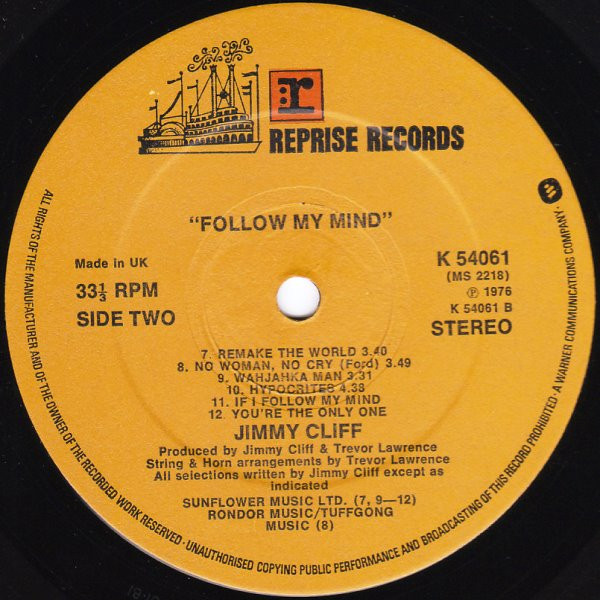 r
REPRISE RECORDS
"FOLLOW MY MIND"
Made in UK
33⅓ RPM
SIDE TWO
K 54061
(MS 2218)
Ⓟ 1976
K 54061 B
STEREO
7. REMAKE THE WORLD 3.40
8. NO WOMAN, NO CRY (Ford) 3.49
9. WAHJAHKA MAN 3.31
10. HYPOCRITES 4.38
11. IF I FOLLOW MY MIND
12. YOU'RE THE ONLY ONE
JIMMY CLIFF
Produced by Jimmy Cliff & Trevor Lawrence
String & Horn arrangements by Trevor Lawrence
All selections written by Jimmy Cliff except as
indicated
SUNFLOWER MUSIC LTD. (7, 9—12)
RONDOR MUSIC/TUFFGONG
MUSIC (8)
ALL RIGHTS OF THE MANUFACTURER AND OF THE OWNER OF THE RECORDED WORK RESERVED · UNAUTHORISED COPYING PUBLIC PERFORMANCE AND BROADCASTING OF THIS RECORD PROHIBITED · A WARNER COMMUNICATIONS COMPANY ·